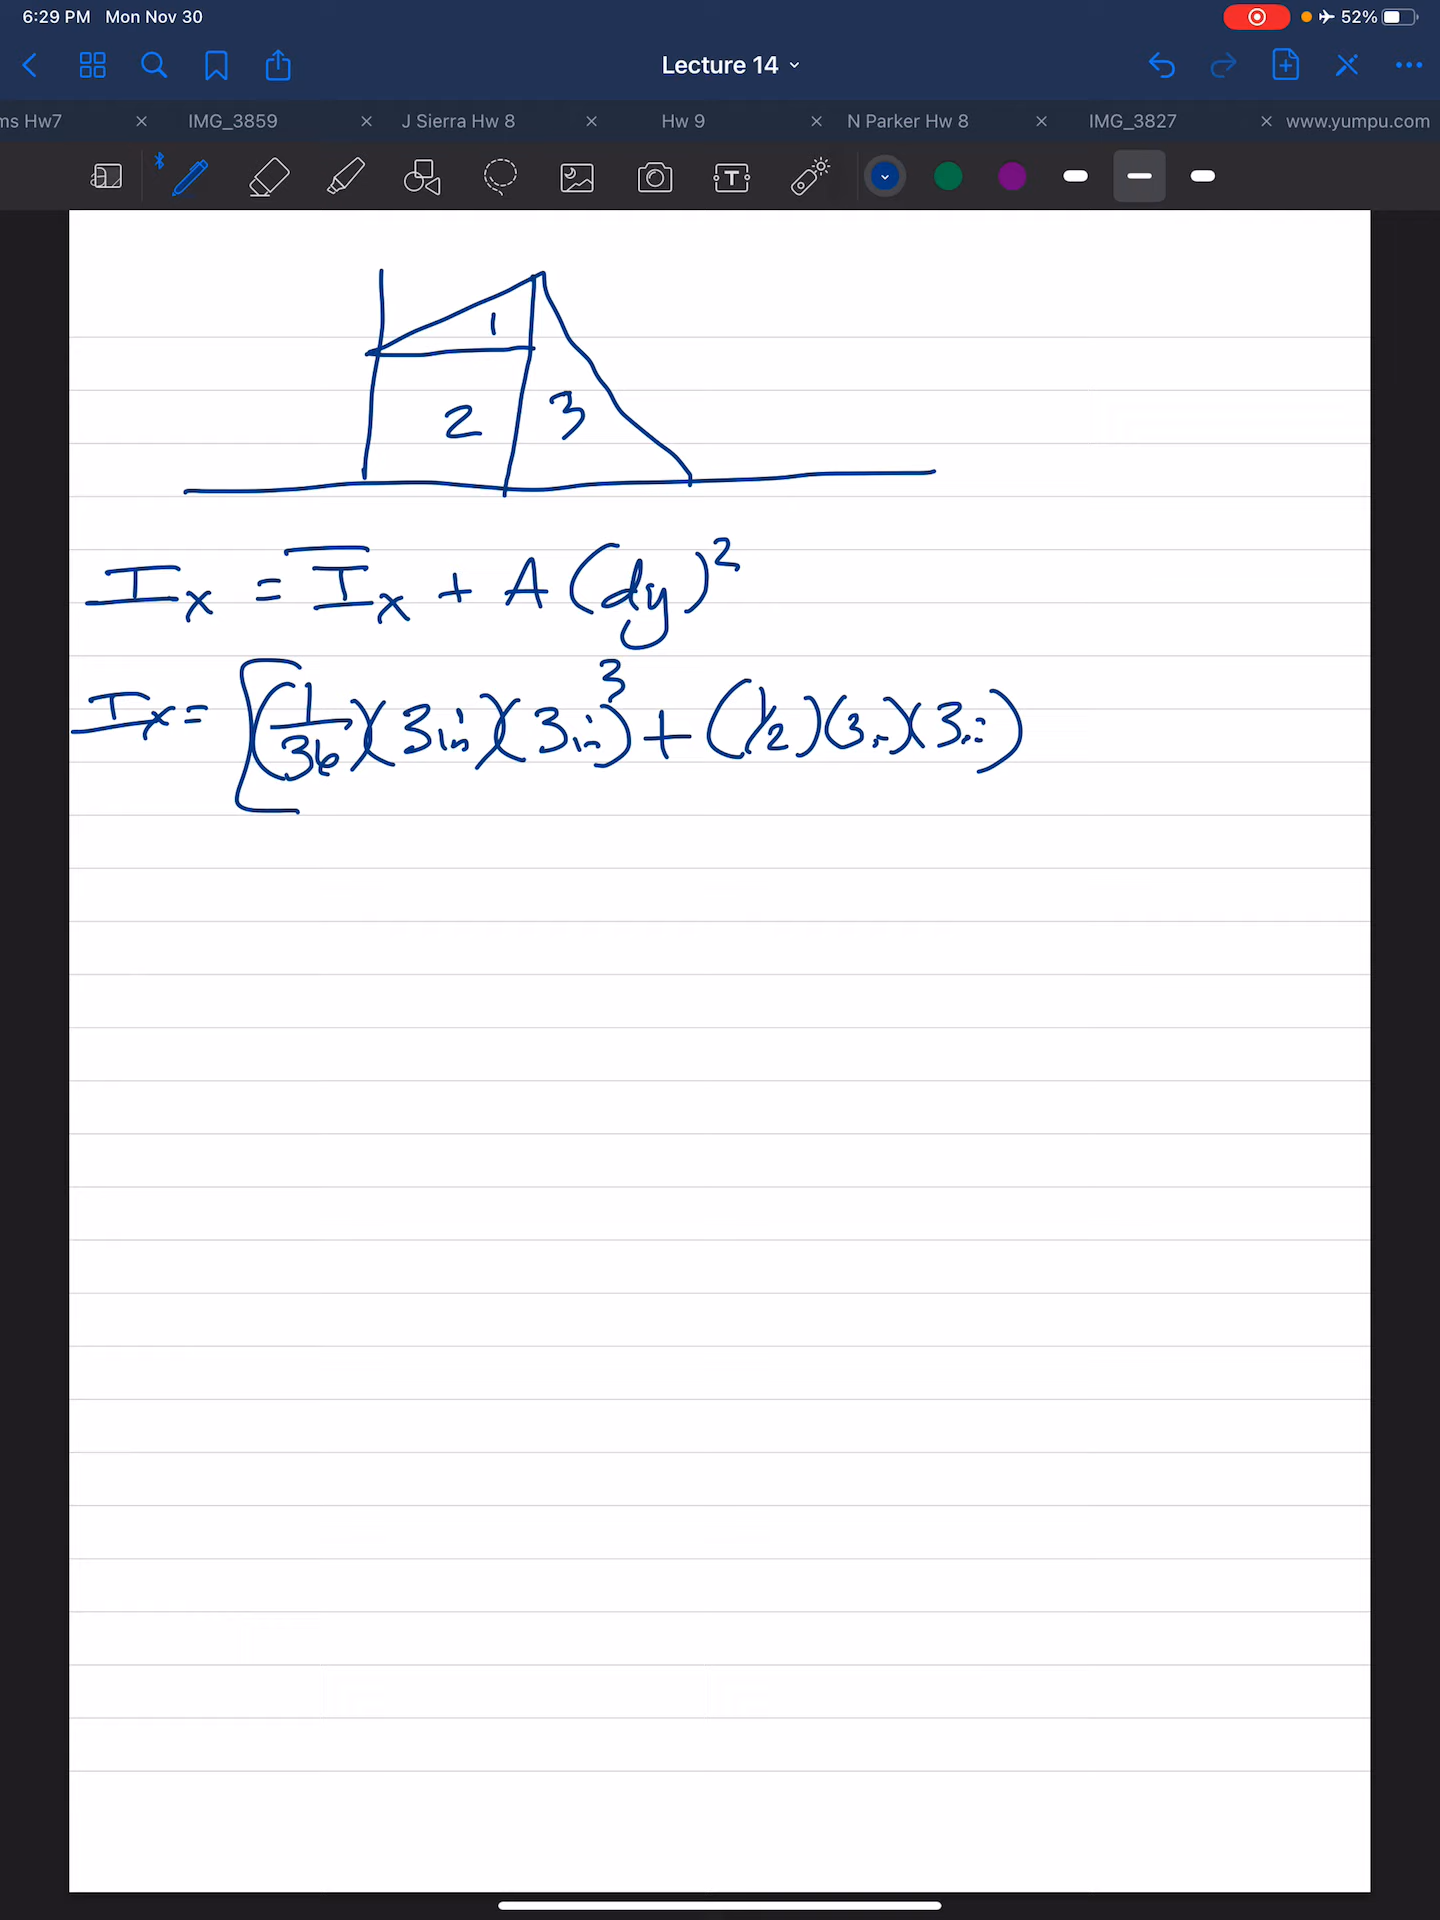 6:29 PM Mon Nov 30 52%
Lecture 14
ms Hw7 × IMG_3859 × J Sierra Hw 8 × Hw 9 × N Parker Hw 8 × IMG_3827 × www.yumpu.com
T
1
2 3
Ix = I̅x + A(dy)²
Ix = [(1/36)(3in)(3in)³ + (1/2)(3in)(3in)